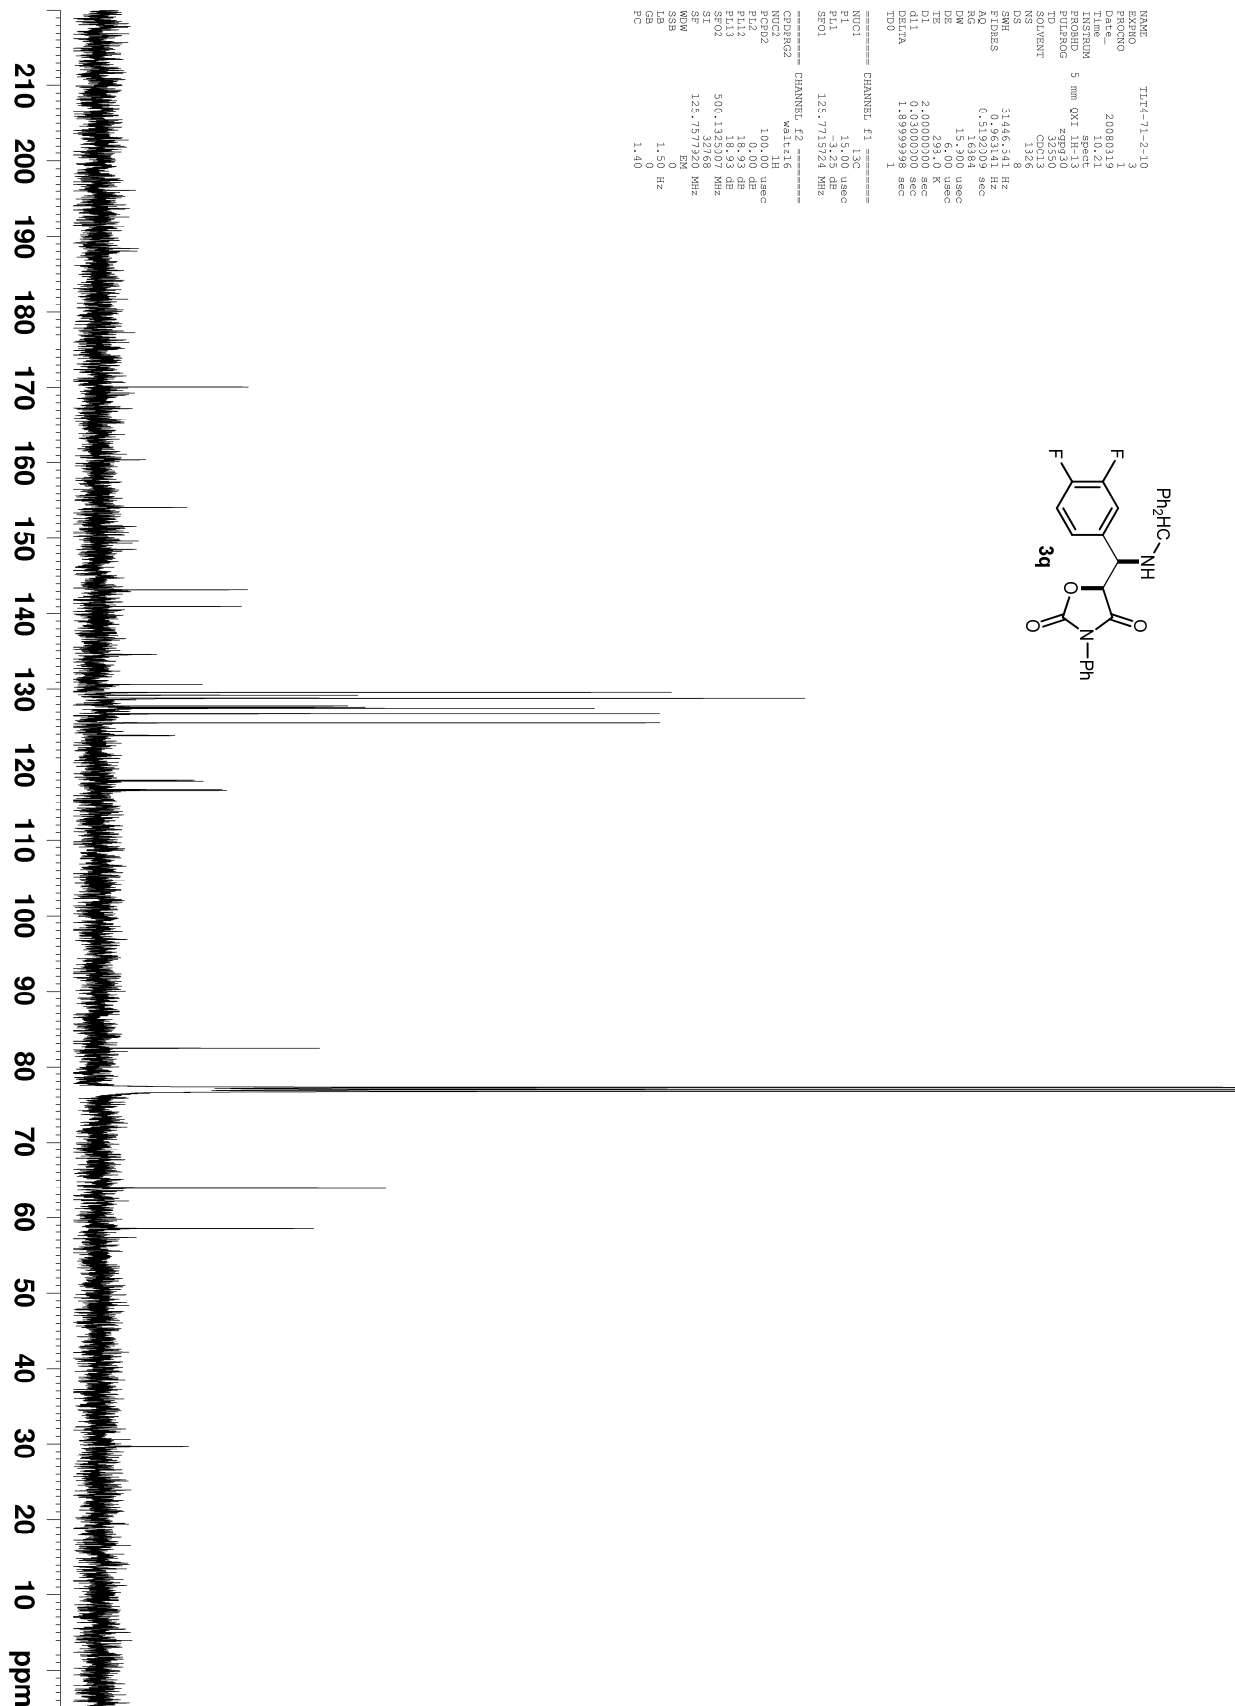 NAME TLT4-71-2-10
EXPNO 3
PROCNO 1
Date_ 20080319
Time 10.21
INSTRUM spect
PROBHD 5 mm QXI 1H-13
PULPROG zgpg30
TD 32650
SOLVENT CDCl3
NS 1326
DS 8
SWH 31446.541 Hz
FIDRES 0.963141 Hz
AQ 0.5192009 sec
RG 16384
DW 15.900 usec
DE 6.00 usec
TE 298.0 K
D1 2.00000000 sec
d11 0.03000000 sec
DELTA 1.89999998 sec
TD0 1
======== CHANNEL f1 ========
NUC1 13C
P1 15.00 usec
PL1 -3.25 dB
SFO1 125.7715724 MHz
======== CHANNEL f2 ========
CPDPRG2 waltz16
NUC2 1H
PCPD2 100.00 usec
PL2 0.00 dB
PL12 18.93 dB
PL13 18.93 dB
SFO2 500.1325007 MHz
SI 32768
SF 125.7577920 MHz
WDW EM
SSB 0
LB 1.50 Hz
GB 0
PC 1.40
Ph2HC
NH
F
F
O
O
N
Ph
O
3q
210 200 190 180 170 160 150 140 130 120 110 100 90 80 70 60 50 40 30 20 10 ppm